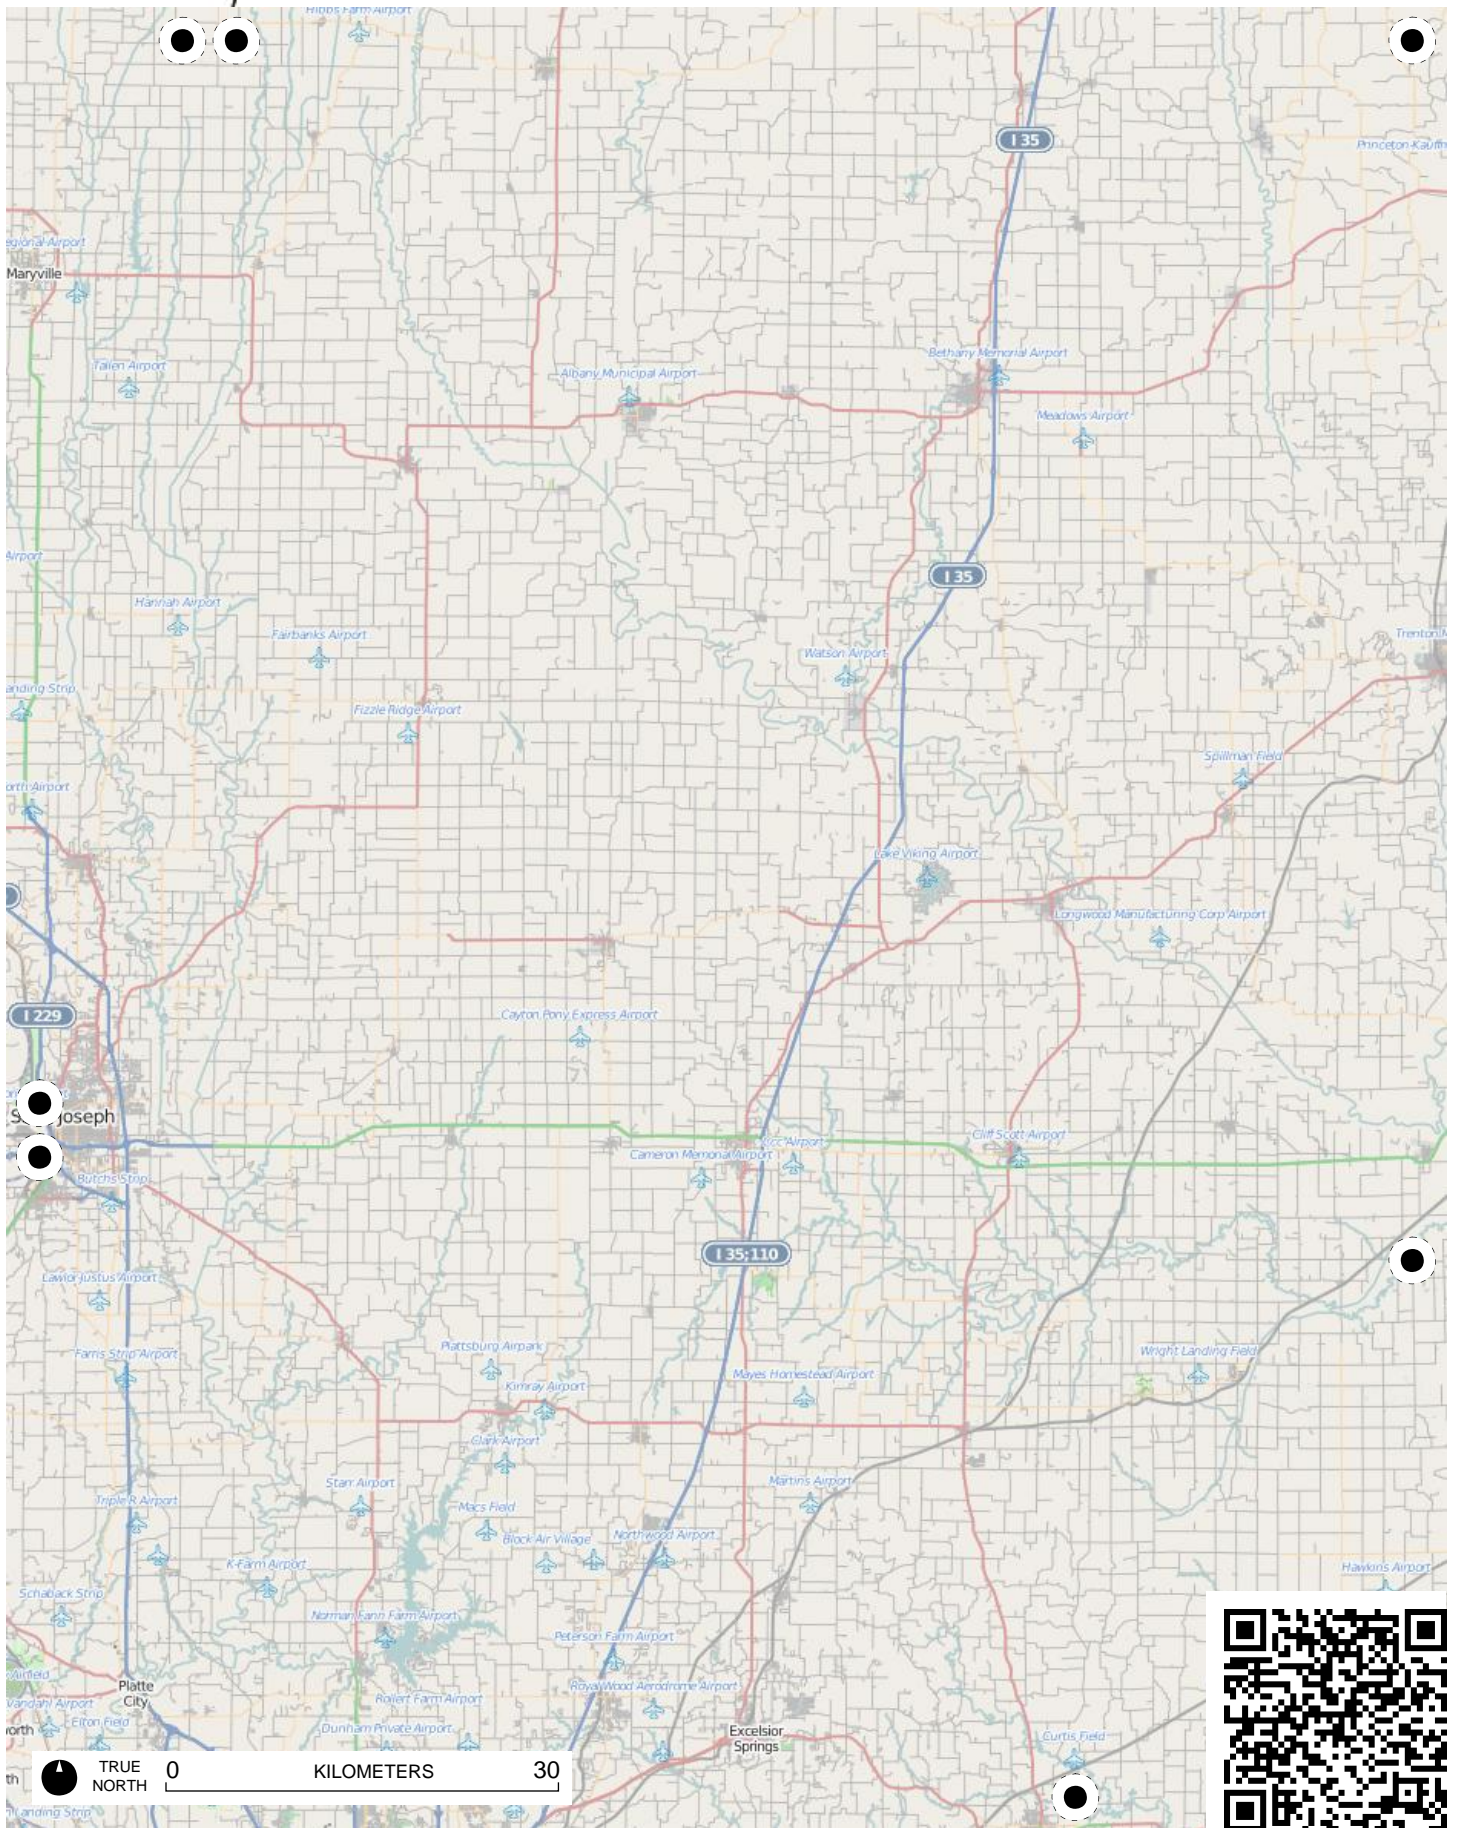 Hibbs Farm Airport
I 35
Princeton-Kauffm
egional Airport
Maryville
Bethany Memorial Airport
Tallen Airport
Albany Municipal Airport
Meadows Airport
Airport
I 35
Hannah Airport
Fairbanks Airport
Trenton M
Watson Airport
anding Strip
Fizzle Ridge Airport
Spillman Field
orth Airport
Lake Viking Airport
Longwood Manufacturing Corp Airport
I 229
Cayton Pony Express Airport
Joseph
Cliff Scott Airport
Ccc Airport
Cameron Memorial Airport
Butchs Strip
I 35;110
Lawlor-Justus Airport
Plattsburg Airpark
Wright Landing Field
Farris Strip Airport
Mayes Homestead Airport
Kimray Airport
Clark Airport
Starr Airport
Martins Airport
Triple R Airport
Macs Field
Northwood Airport
Block Air Village
K-Farm Airport
Hawkins Airport
Schaback Strip
Norman Fann Farm Airport
Peterson Farm Airport
Airfield
Platte
City
Royal Wood Aerodrome Airport
Vandahl Airport
Rollert Farm Airport
Elton Field
orth
Dunham Private Airport
Excelsior
Springs
Curtis Field
TRUE
NORTH
0 KILOMETERS 30
th
n Landing Strip